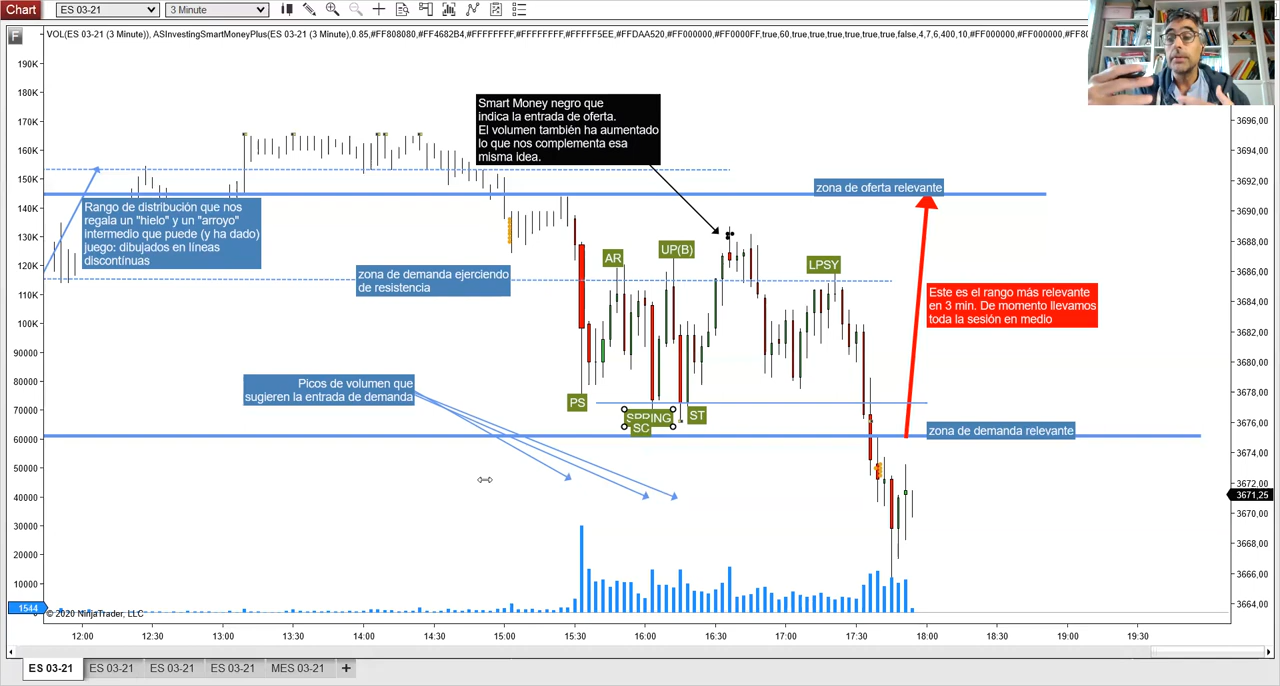 Chart
ES 03-21
3 Minute
F
VOL(ES 03-21 (3 Minute)), ASInvestingSmartMoneyPlus(ES 03-21 (3 Minute),0.85,#FF808080,#FF4682B4,#FFFFFFFF,#FFFFFFFF,#FFFFF5EE,#FFDAA520,#FF000000,#FF0000FF,true,60,true,true,true,true,true,true,false,4,7,6,400,10,#FF000000,#FF000000,#FF80
190K
180K
170K
160K
150K
140K
130K
120K
110K
100K
90000
80000
70000
60000
50000
40000
30000
20000
10000
1544
3696,00
3694,00
3692,00
3690,00
3688,00
3686,00
3684,00
3682,00
3680,00
3678,00
3676,00
3674,00
3672,00
3671,25
3670,00
3668,00
3666,00
3664,00
Smart Money negro que
indica la entrada de oferta.
El volumen también ha aumentado
lo que nos complementa esa
misma idea.
zona de oferta relevante
Rango de distribución que nos
regala un "hielo" y un "arroyo"
intermedio que puede (y ha dado)
juego: dibujados en líneas
discontínuas
zona de demanda ejerciendo
de resistencia
AR
UP(B)
LPSY
Este es el rango más relevante
en 3 min. De momento llevamos
toda la sesión en medio
Picos de volumen que
sugieren la entrada de demanda
PS
SPRING
SC
ST
zona de demanda relevante
© 2020 NinjaTrader, LLC
12:00
12:30
13:00
13:30
14:00
14:30
15:00
15:30
16:00
16:30
17:00
17:30
18:00
18:30
19:00
19:30
ES 03-21
ES 03-21
ES 03-21
ES 03-21
MES 03-21
+